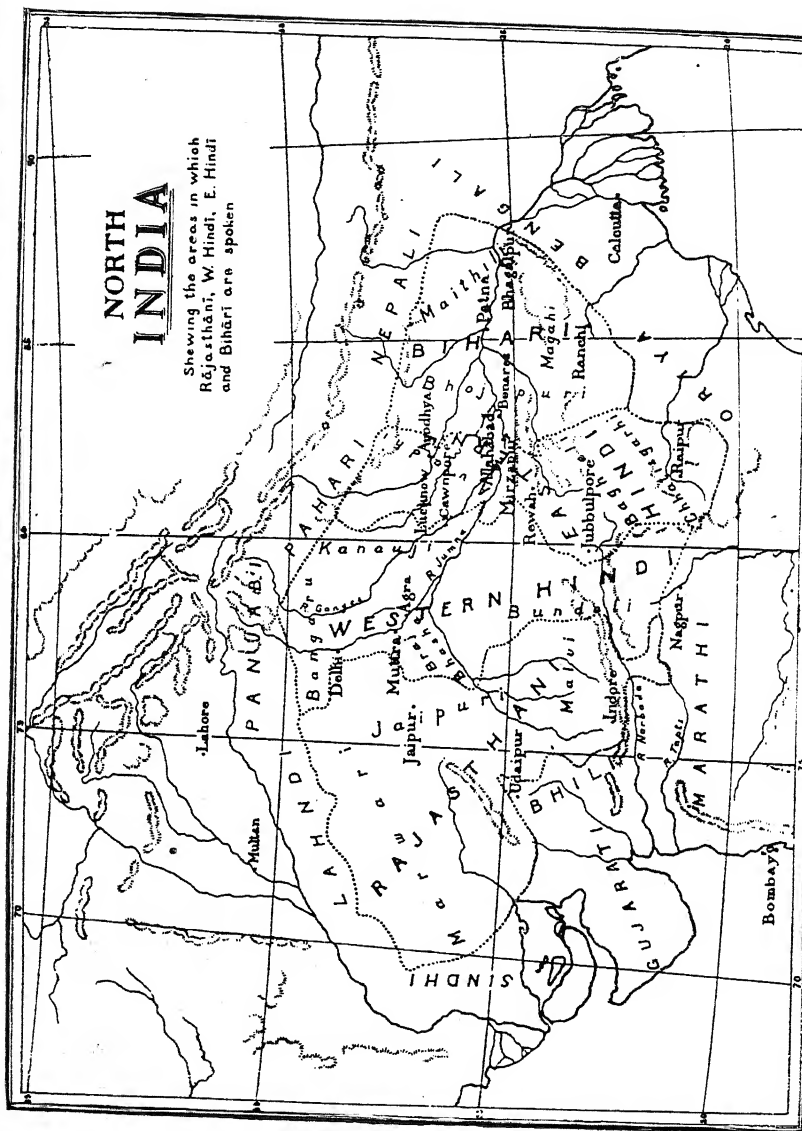 NORTH
INDIA
Shewing the areas in which
Rājasthānī, W. Hindī, E. Hindī
and Bihārī are spoken
90
85
80
75
70
NEPALI
BENGALI
Maithili
Patna
Bhagalpur
Calcutta
BIHARI
Magahi
Ranchi
Bhojpuri
Benares
ORIYA
PAHARI
Ayodhya
Lucknow
Cawnpore
Allahabad
Mirzapur
Rewah
EASTERN HINDI
Jubbulpore
Bagheli
Chhattisgarhi
Raipur
Kanauji
R. Jumna
R. Ganges
PANJABI
Bangaru
WESTERN HINDI
Agra
Bundeli
Delhi
Muttra
Braj Bhasha
Nagpur
Lahore
Jaipuri
Jaipur
Malvi
Indore
R. Narbada
R. Tapti
MARATHI
Multan
LAHNDI
RAJASTHANI
Marwari
Udaipur
BHILI
SINDHI
GUJARATI
Bombay
70